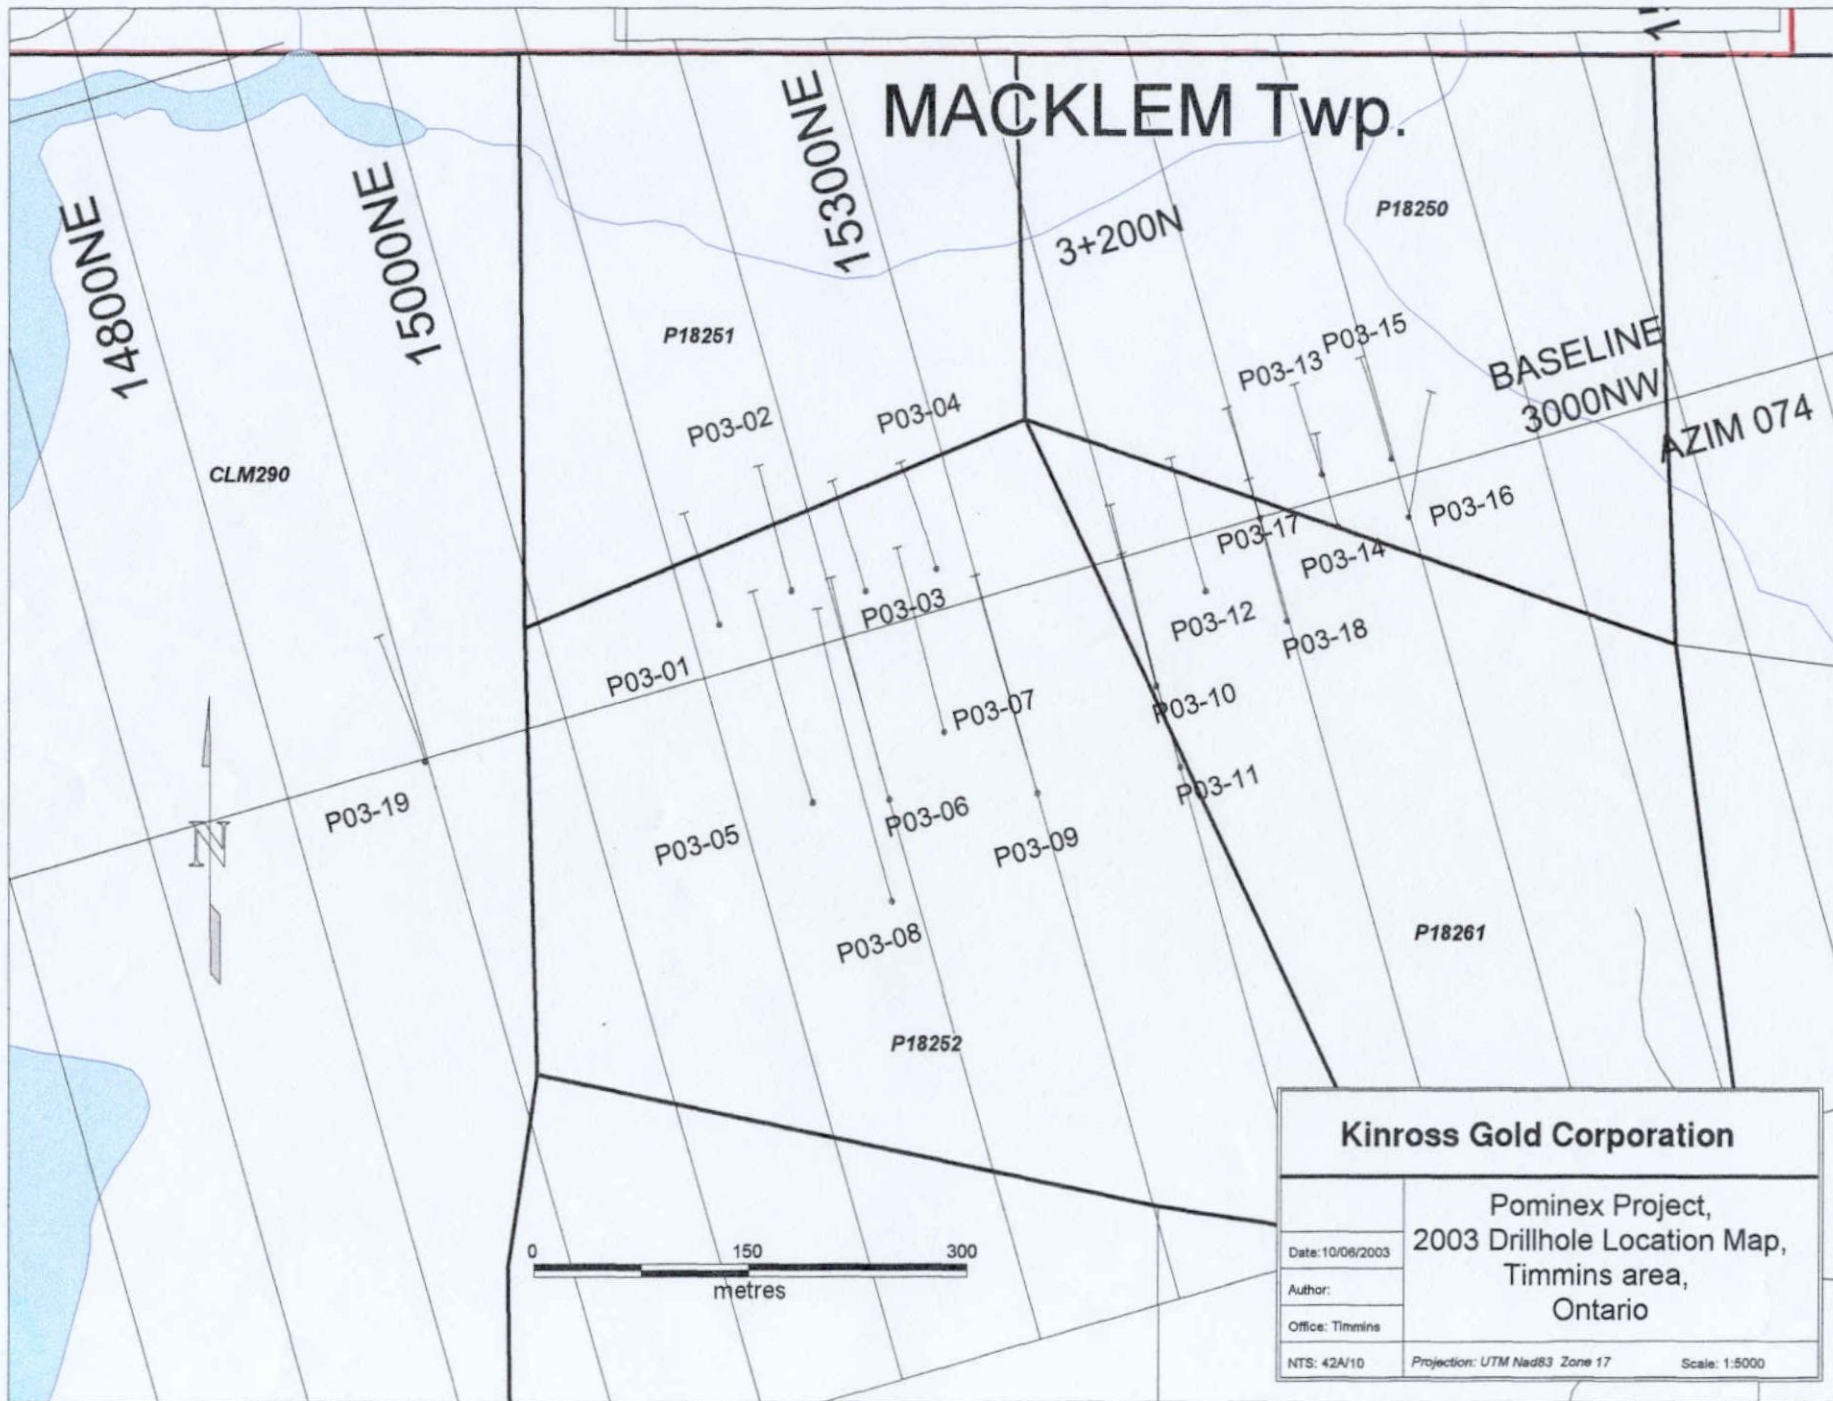 MACKLEM Twp.
14800NE
15000NE
15300NE
3+200N
P18250
P18251
CLM290
P03-02
P03-04
P03-13
P03-15
BASELINE
3000NW
AZIM 074
P03-16
P03-17
P03-14
P03-03
P03-12
P03-18
P03-01
P03-07
P03-10
P03-11
P03-19
N
P03-05
P03-06
P03-09
P03-08
P18261
P18252
0 150 300
metres
Kinross Gold Corporation
Pominex Project,
2003 Drillhole Location Map,
Timmins area,
Ontario
Date:10/06/2003
Author:
Office: Timmins
NTS: 42A/10
Projection: UTM Nad83 Zone 17
Scale: 1:5000